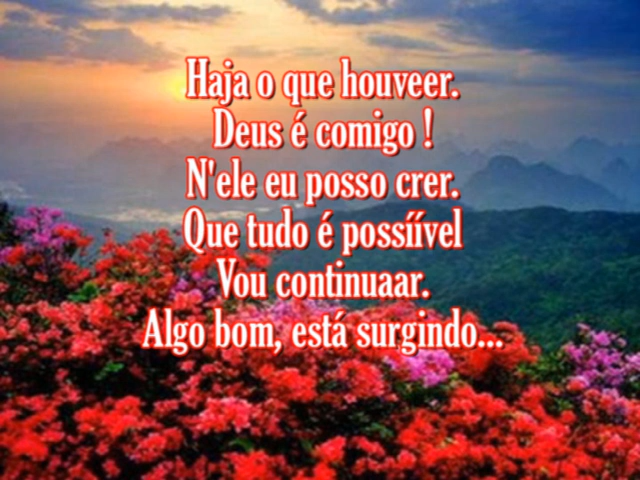 Haja o que houveer.
Deus é comigo !
N'ele eu posso crer.
Que tudo é possíível
Vou continuaar.
Algo bom, está surgindo...